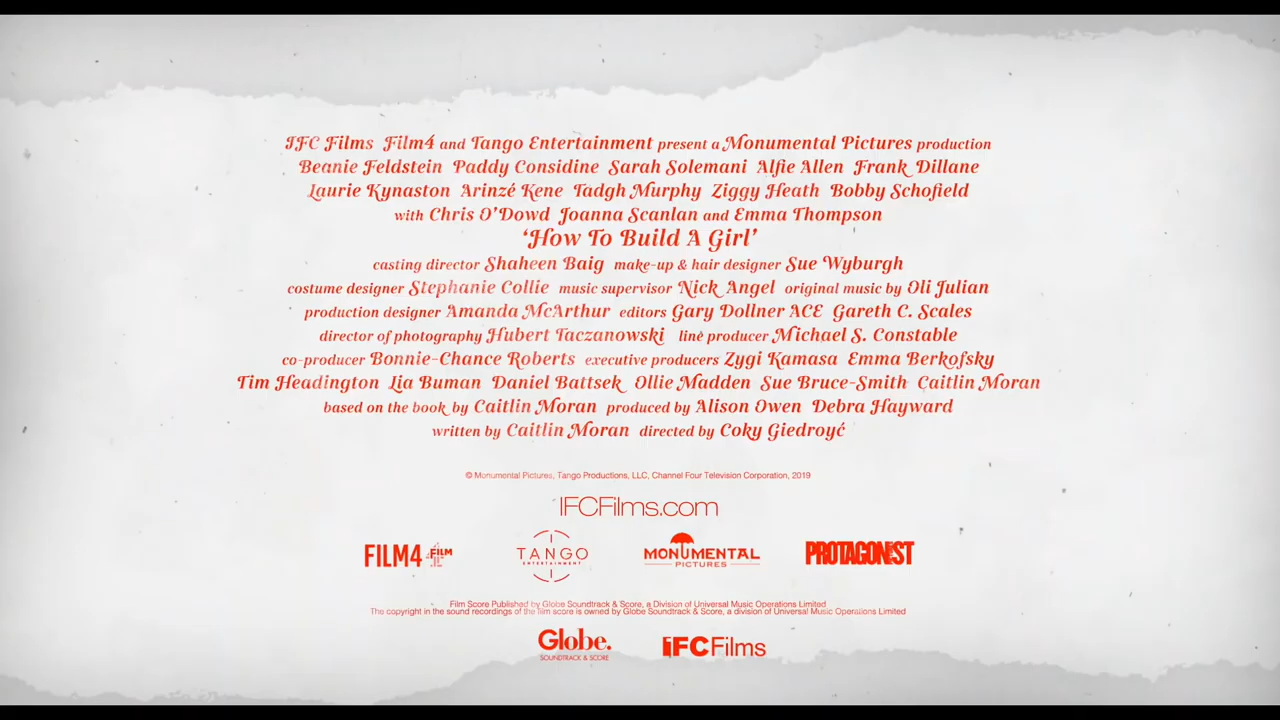 IFC Films Film4 and Tango Entertainment present a Monumental Pictures production
Beanie Feldstein Paddy Considine Sarah Solemani Alfie Allen Frank Dillane
Laurie Kynaston Arinzé Kene Tadgh Murphy Ziggy Heath Bobby Schofield
with Chris O'Dowd Joanna Scanlan and Emma Thompson
‘How To Build A Girl’
casting director Shaheen Baig make-up & hair designer Sue Wyburgh
costume designer Stephanie Collie music supervisor Nick Angel original music by Oli Julian
production designer Amanda McArthur editors Gary Dollner ACE Gareth C. Scales
director of photography Hubert Taczanowski line producer Michael S. Constable
co-producer Bonnie-Chance Roberts executive producers Zygi Kamasa Emma Berkofsky
Tim Headington Lia Buman Daniel Battsek Ollie Madden Sue Bruce-Smith Caitlin Moran
based on the book by Caitlin Moran produced by Alison Owen Debra Hayward
written by Caitlin Moran directed by Coky Giedroyć
© Monumental Pictures, Tango Productions, LLC, Channel Four Television Corporation, 2019
IFCFilms.com
FILM4 FILM4 TANGO ENTERTAINMENT MONUMENTAL PICTURES PROTAGONIST
Film Score Published by Globe Soundtrack & Score, a Division of Universal Music Operations Limited
The copyright in the sound recordings of the film score is owned by Globe Soundtrack & Score, a division of Universal Music Operations Limited
Globe. SOUNDTRACK & SCORE IFC Films